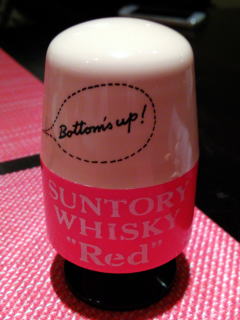 Bottom's up!
SUNTORY
WHISKY
"Red"